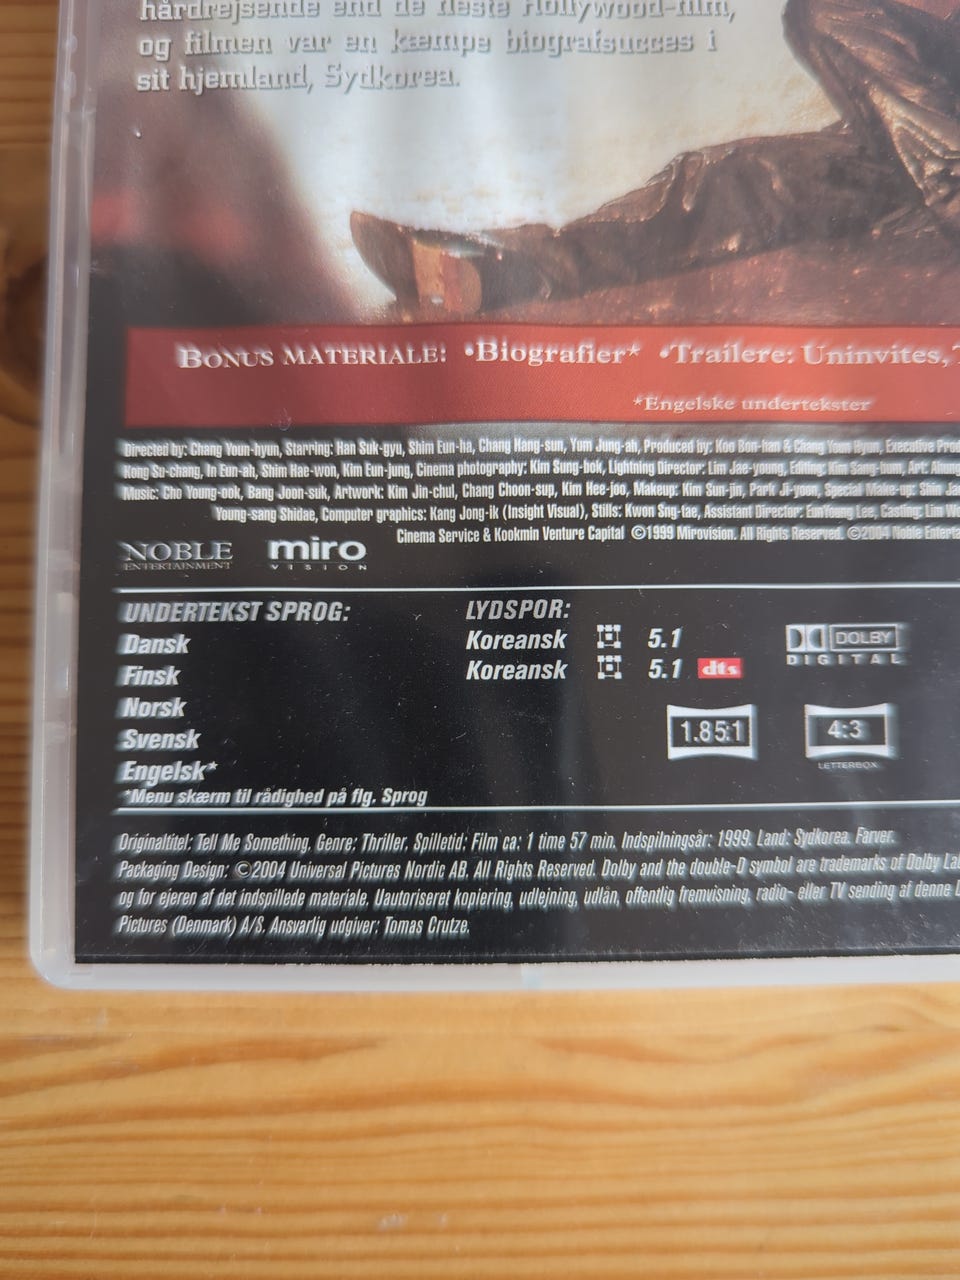 hårdrejsende end de fleste Hollywood-film,
og filmen var en kæmpe biografsucces i
sit hjemland, Sydkorea.
BONUS MATERIALE: •Biografier* •Trailere: Uninvites,
*Engelske undertekster
Directed by: Chang Youn-hyun, Starring: Han Suk-gyu, Shim Eun-ha, Chang Hang-sun, Yum Jung-ah, Produced by: Koo Bon-han & Chang Youn Hyun, Executive
Kong Su-chang, In Eun-ah, Shim Hae-won, Kim Eun-jung, Cinema photography: Kim Sung-bok, Lightning Director: Lim Jae-young, Editing: Kim Sang-bum, Art:
Music: Cho Young-ook, Bang Joon-suk, Artwork: Kim Jin-chul, Chang Choon-sup, Kim Hee-joo, Makeup: Kim Sun-jin, Park Ji-yoon, Special Make-up: Shin
Young-sang Shidae, Computer graphics: Kang Jong-ik (Insight Visual), Stills: Kwon Sng-tae, Assistant Director: EunYoung Lee, Casting: Lim
Cinema Service & Kookmin Venture Capital ©1999 Mirovision. All Rights Reserved. ©2004 Noble
NOBLE
ENTERTAINMENT
miro
VISION
UNDERTEKST SPROG:
Dansk
Finsk
Norsk
Svensk
Engelsk*
*Menu skærm til rådighed på flg. Sprog
LYDSPOR:
Koreansk 5.1
Koreansk 5.1 dts
DOLBY
DIGITAL
1.85:1
4:3
LETTERBOX
Originaltitel: Tell Me Something. Genre: Thriller. Spilletid: Film ca: 1 time 57 min. Indspilningsår: 1999. Land: Sydkorea. Farver.
Packaging Design: ©2004 Universal Pictures Nordic AB. All Rights Reserved. Dolby and the double-D symbol are trademarks of Dolby
og for ejeren af det indspillede materiale. Uautoriseret kopiering, udlejning, udlån, offentlig fremvisning, radio- eller TV sending af denne
Pictures (Denmark) A/S. Ansvarlig udgiver: Tomas Crutze.